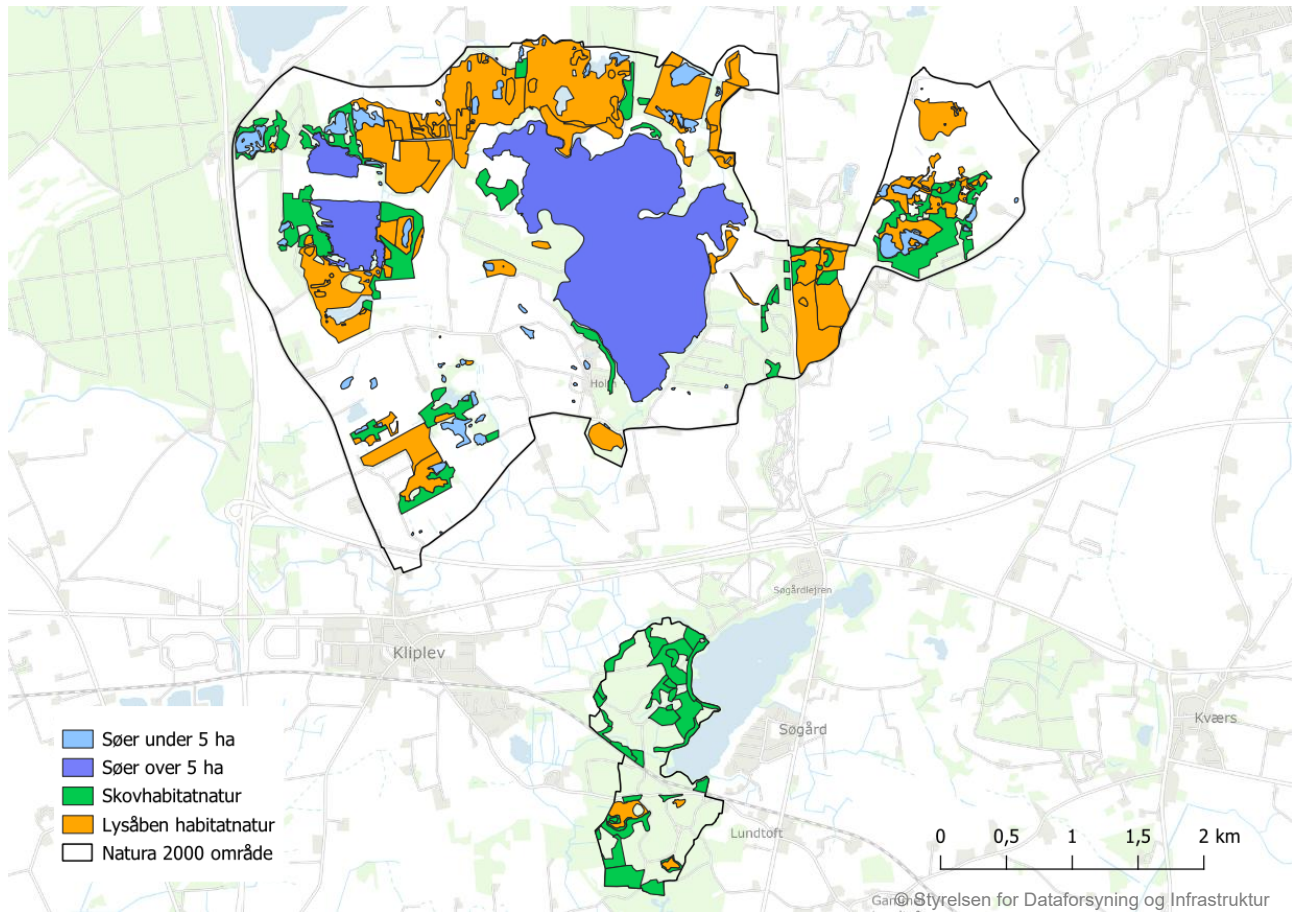 Holb
Søgårdlejren
Kliplev
Søgård
Kværs
Lundtoft
Søer under 5 ha
Søer over 5 ha
Skovhabitatnatur
Lysåben habitatnatur
Natura 2000 område
0 0,5 1 1,5 2 km
© Styrelsen for Dataforsyning og Infrastruktur